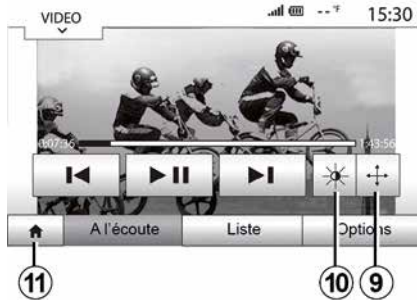 VIDEO
--°F
15:30
0:07:36
1:43:56
A l'écoute
Liste
Options
11
10
9